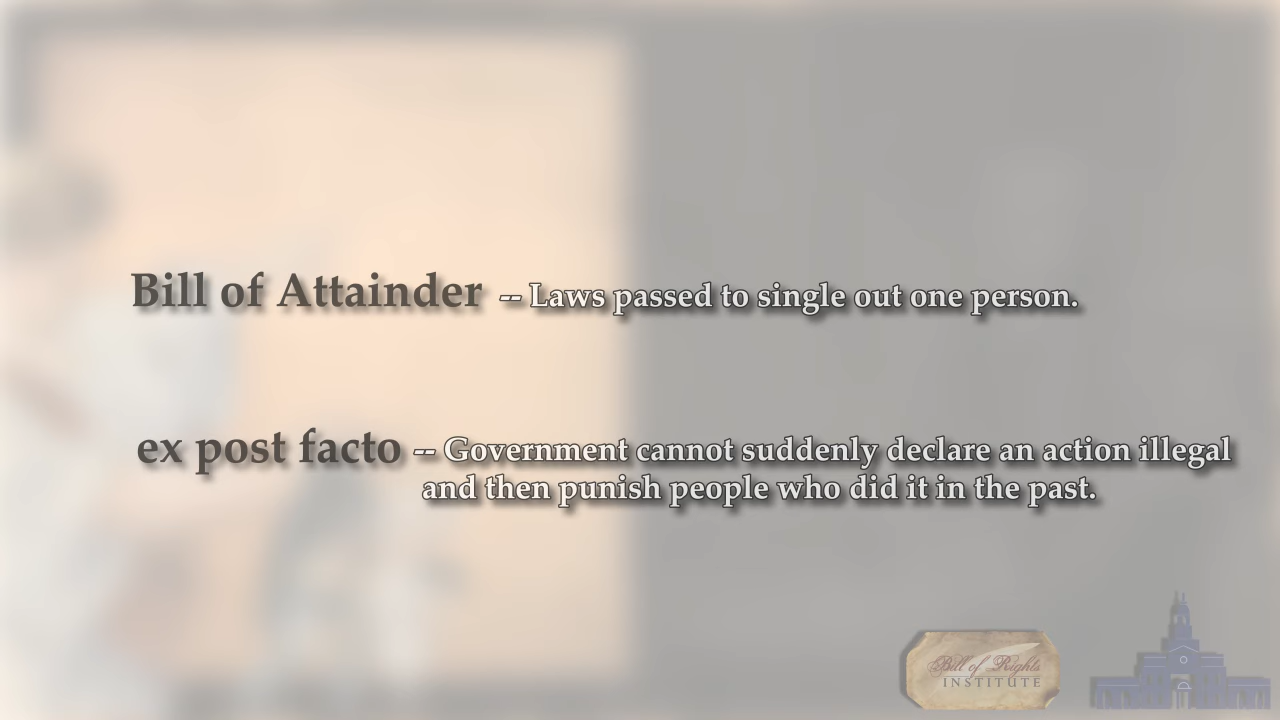 Bill of Attainder -- Laws passed to single out one person.
ex post facto -- Government cannot suddenly declare an action illegal
and then punish people who did it in the past.
Bill of Rights
INSTITUTE